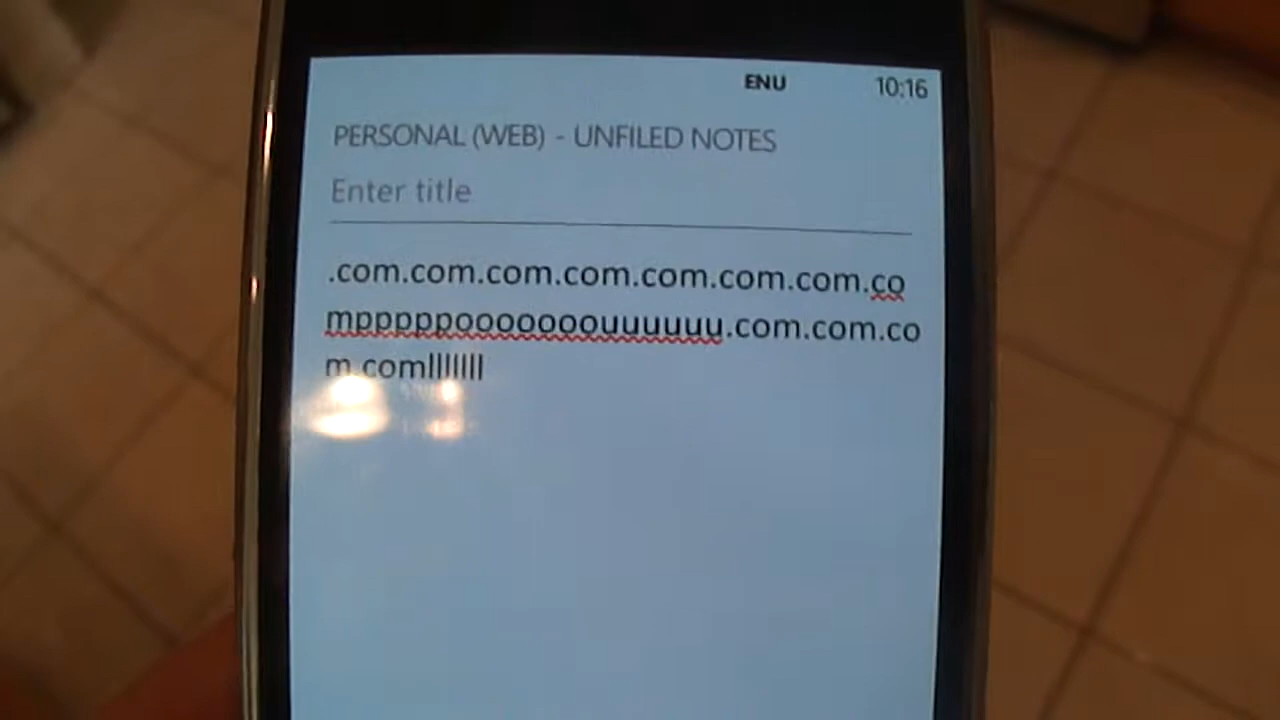 ENU 10:16
PERSONAL (WEB) - UNFILED NOTES
Enter title
.com.com.com.com.com.com.com.co
mpppppooooooouuuuuu.com.com.co
m.comlllllll